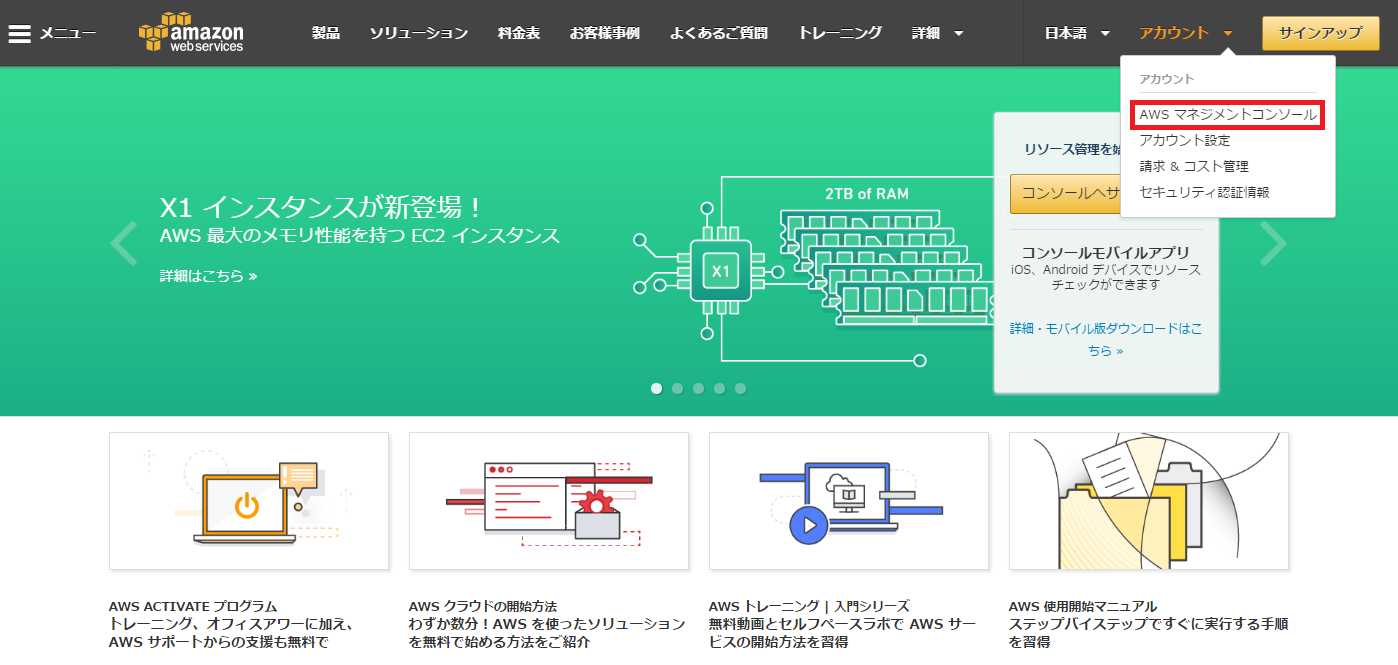 メニュー
amazon
web services
製品
ソリューション
料金表
お客様事例
よくあるご質問
トレーニング
詳細
日本語
アカウント
サインアップ
アカウント
AWS マネジメントコンソール
アカウント設定
請求 & コスト管理
セキュリティ認証情報
X1 インスタンスが新登場！
AWS 最大のメモリ性能を持つ EC2 インスタンス
詳細はこちら »
X1
2TB of RAM
リソース管理を
コンソールへサ
コンソールモバイルアプリ
iOS、Android デバイスでリソース
チェックができます
詳細・モバイル版ダウンロードはこ
ちら »
AWS ACTIVATE プログラム
トレーニング、オフィスアワーに加え、
AWS サポートからの支援も無料で
AWS クラウドの開始方法
わずか数分！AWS を使ったソリューション
を無料で始める方法をご紹介
AWS トレーニング | 入門シリーズ
無料動画とセルフペースラボで AWS サー
ビスの開始方法を習得
AWS 使用開始マニュアル
ステップバイステップですぐに実行する手順
を習得